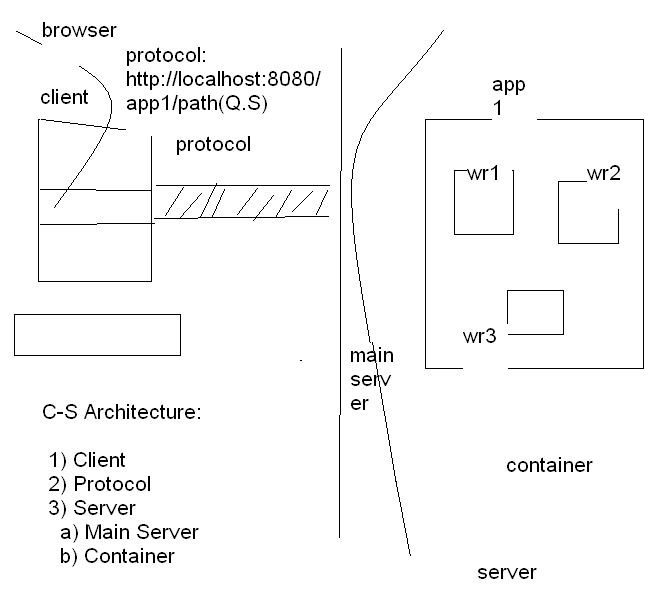 browser
protocol:
http://localhost:8080/
app1/path(Q.S)
client
protocol
app
1
wr1
wr2
wr3
main
serv
er
C-S Architecture:
1) Client
2) Protocol
3) Server
a) Main Server
b) Container
container
server